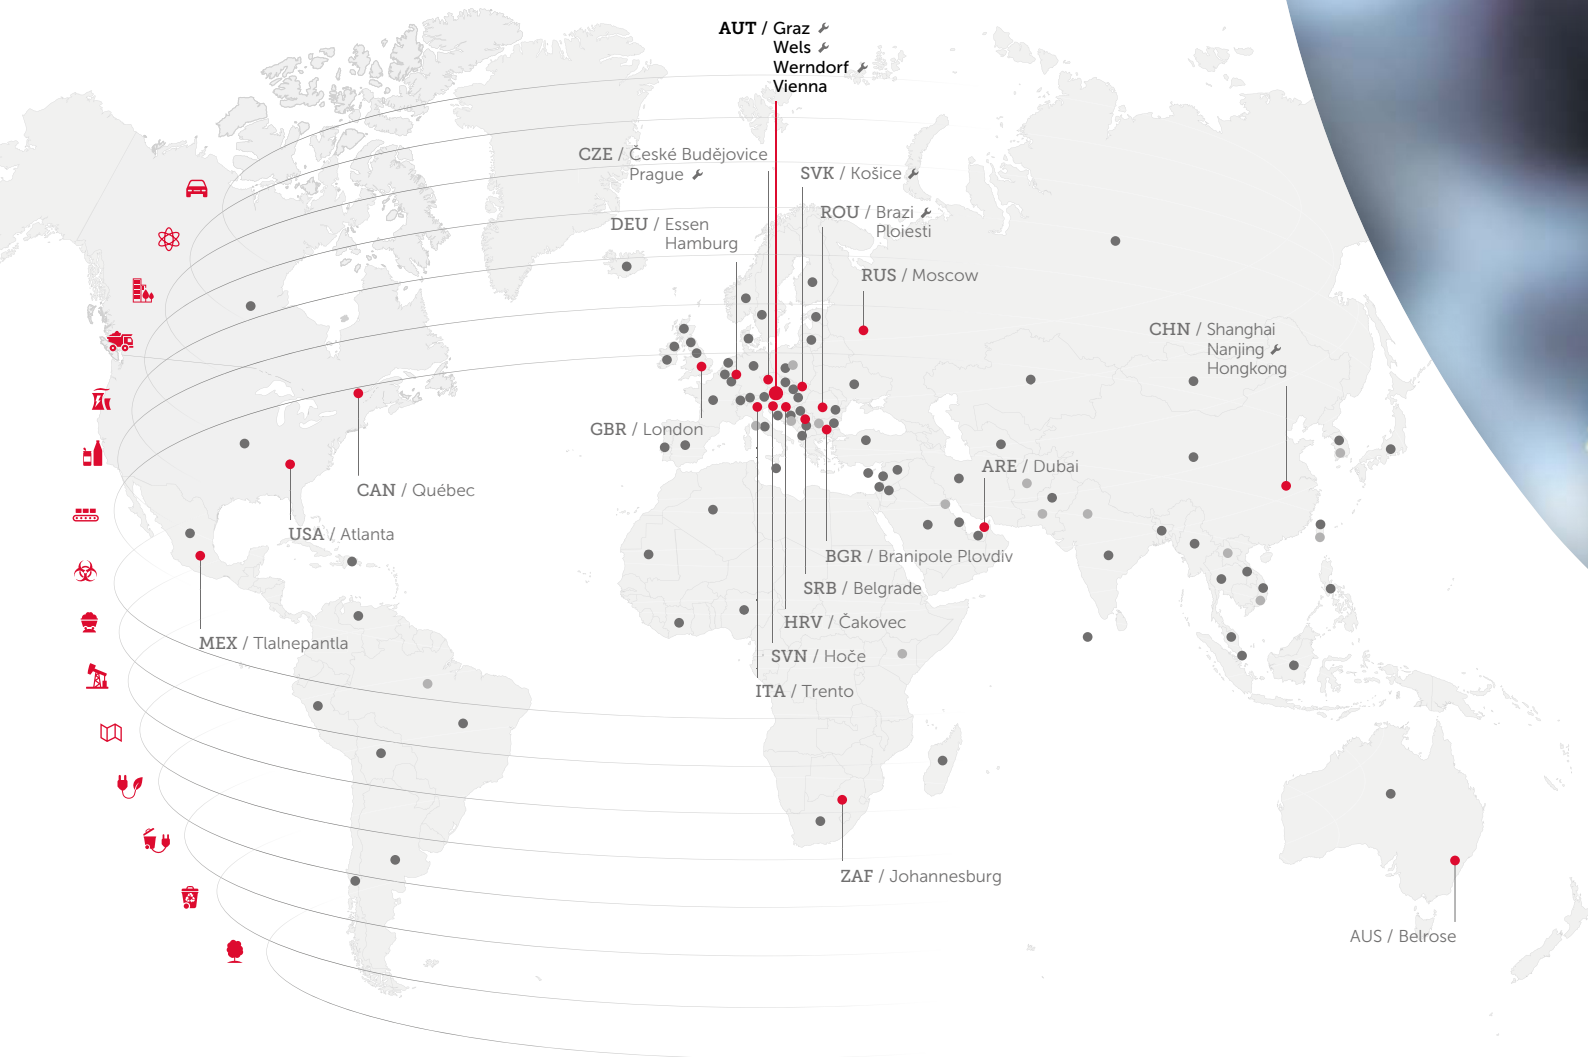 AUT / Graz
Wels
Werndorf
Vienna
CZE / České Budějovice
Prague
SVK / Košice
DEU / Essen
Hamburg
ROU / Brazi
Ploiesti
RUS / Moscow
CHN / Shanghai
Nanjing
Hongkong
GBR / London
ARE / Dubai
CAN / Québec
USA / Atlanta
BGR / Branipole Plovdiv
SRB / Belgrade
HRV / Čakovec
MEX / Tlalnepantla
SVN / Hoče
ITA / Trento
ZAF / Johannesburg
AUS / Belrose